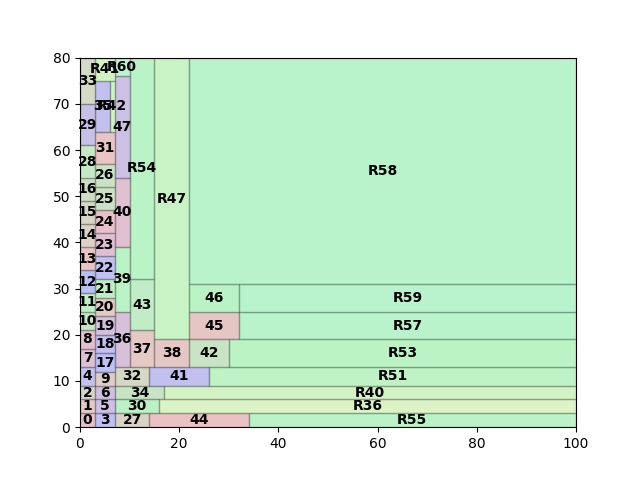 80
33 R41 R60
70
35 R42
29 47
60
31
28 R54 R58
26
50
16 25 R47
15 24 40
14 23
40
13 22
12 21 39
30
11 20 43 46 R59
10 19 45 R57
20
8 18 36 37 38 42 R53
7 17
4 9 32 41 R51
10
2 6 34 R40
1 5 30 R36
0 3 27 44 R55
0
0 20 40 60 80 100